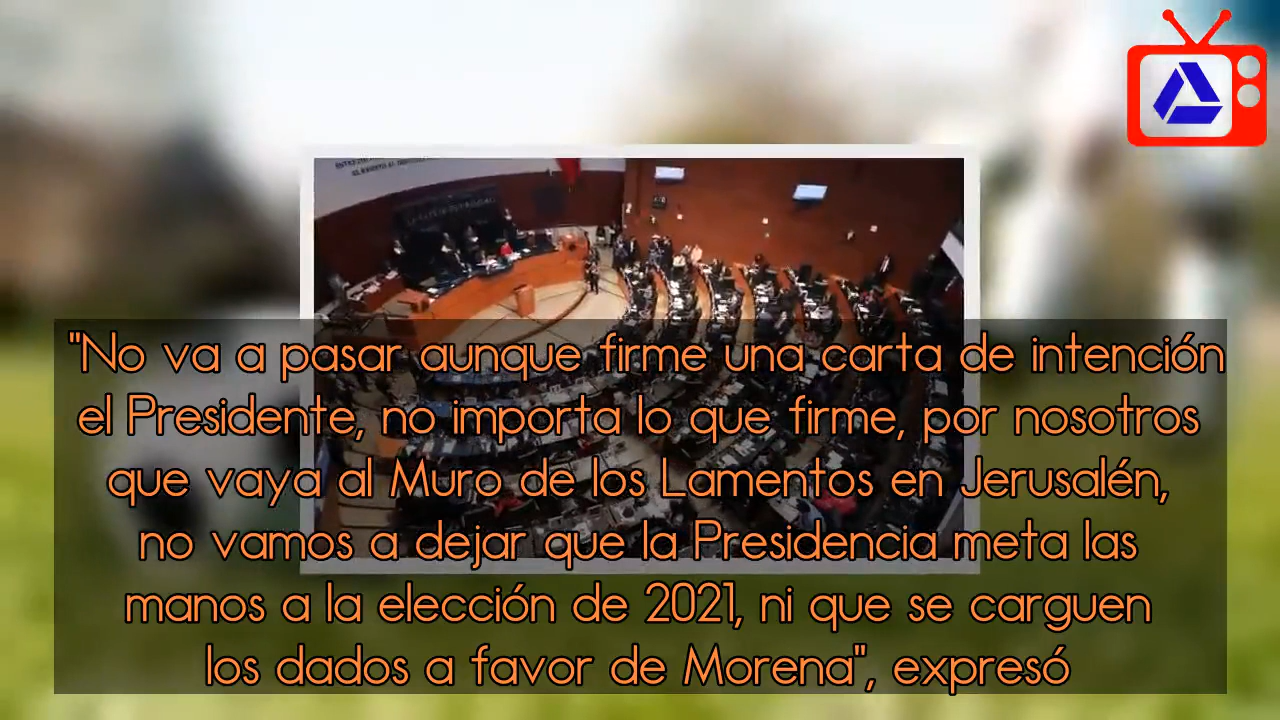 "No va a pasar aunque firme una carta de intención
el Presidente, no importa lo que firme, por nosotros
que vaya al Muro de los Lamentos en Jerusalén,
no vamos a dejar que la Presidencia meta las
manos a la elección de 2021, ni que se carguen
los dados a favor de Morena", expresó